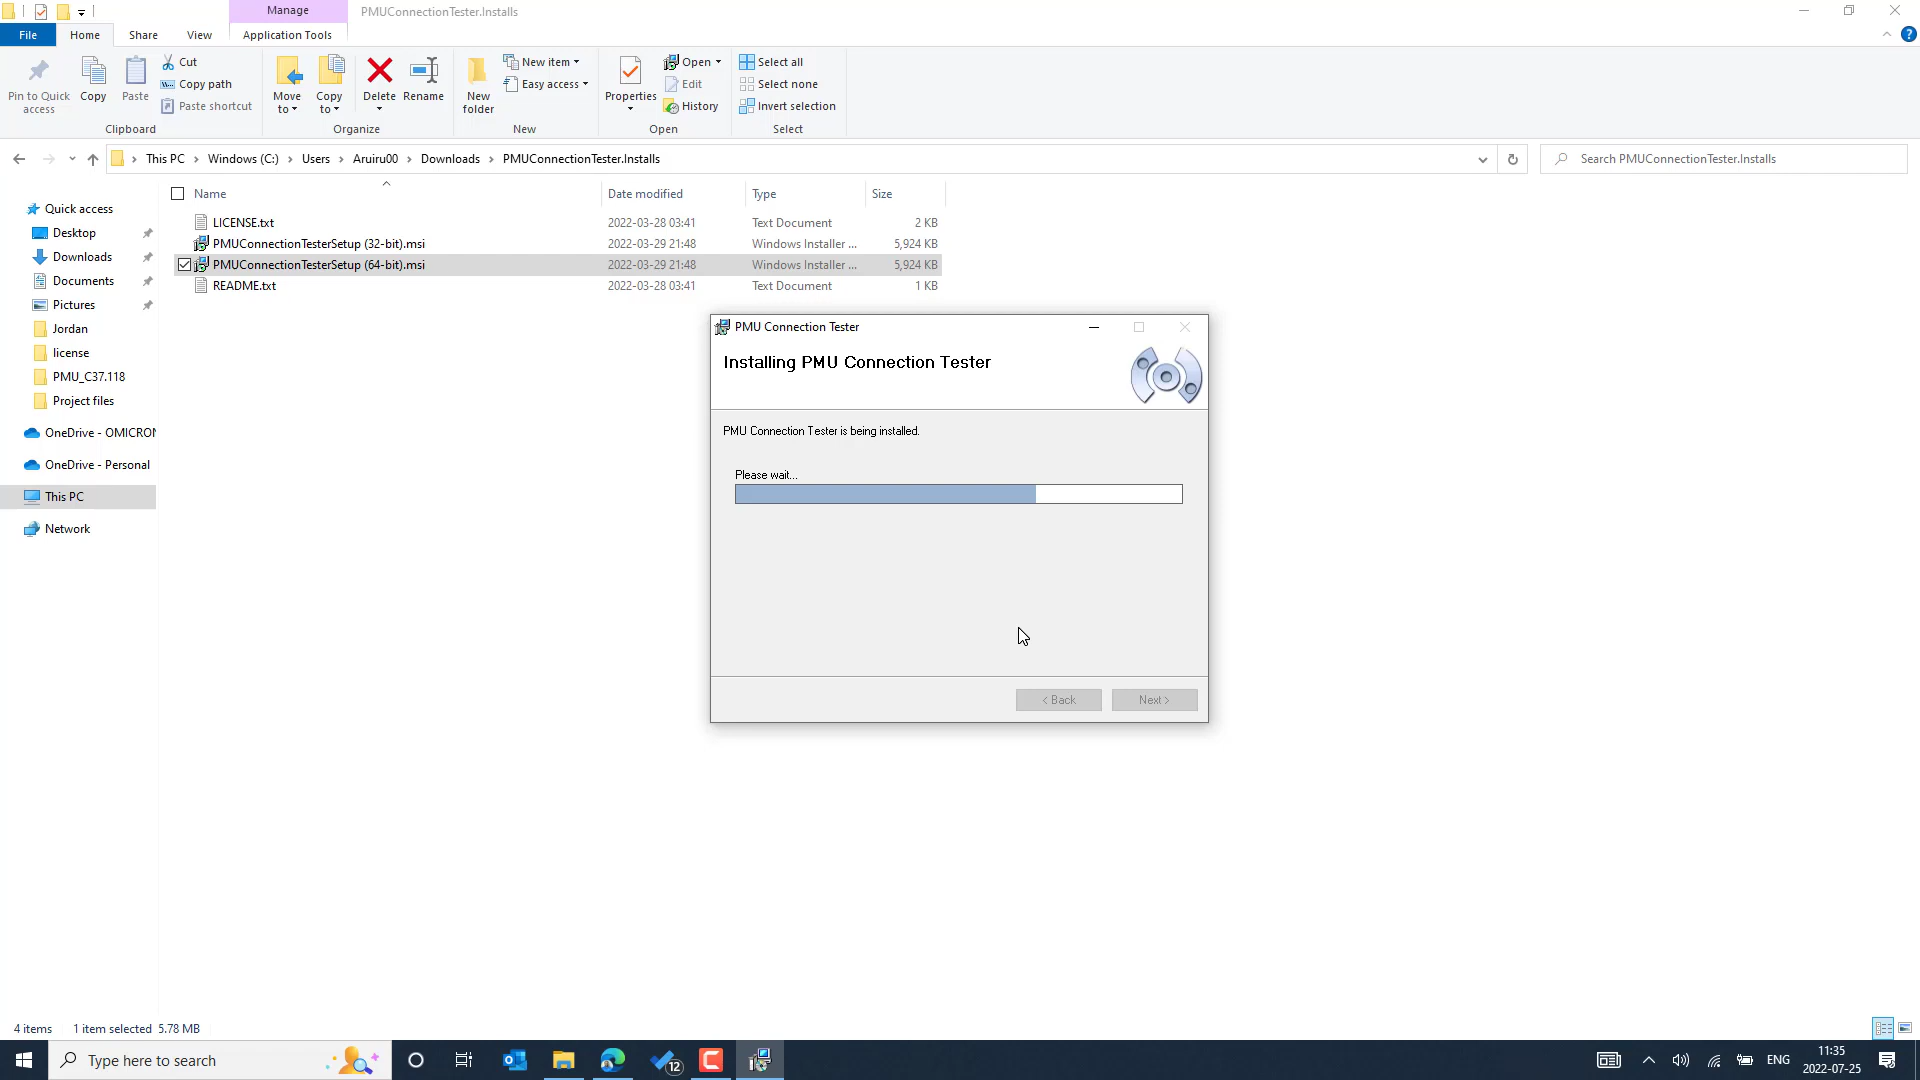 Manage
PMUConnectionTester.Installs
File
Home
Share
View
Application Tools
Pin to Quick access
Copy
Paste
Cut
Copy path
Paste shortcut
Clipboard
Move to
Copy to
Delete
Rename
Organize
New folder
New item
Easy access
New
Properties
Open
Edit
History
Open
Select all
Select none
Invert selection
Select
This PC > Windows (C:) > Users > Aruiru00 > Downloads > PMUConnectionTester.Installs
Search PMUConnectionTester.Installs
Name Date modified Type Size
LICENSE.txt 2022-03-28 03:41 Text Document 2 KB
PMUConnectionTesterSetup (32-bit).msi 2022-03-29 21:48 Windows Installer ... 5,924 KB
PMUConnectionTesterSetup (64-bit).msi 2022-03-29 21:48 Windows Installer ... 5,924 KB
README.txt 2022-03-28 03:41 Text Document 1 KB
Quick access
Desktop
Downloads
Documents
Pictures
Jordan
license
PMU_C37.118
Project files
OneDrive - OMICRON
OneDrive - Personal
This PC
Network
PMU Connection Tester
Installing PMU Connection Tester
PMU Connection Tester is being installed.
Please wait...
< Back
Next >
4 items 1 item selected 5.78 MB
Type here to search
12
ENG
11:35
2022-07-25